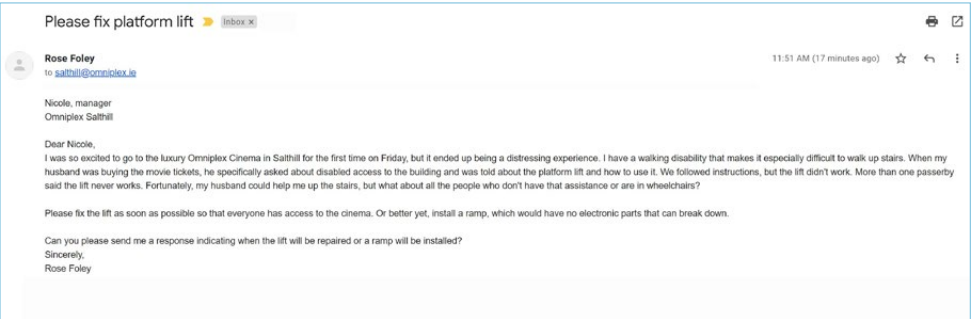 Please fix platform lift Inbox x
Rose Foley 11:51 AM (17 minutes ago)
to salthill@omniplex.ie
Nicole, manager
Omniplex Salthill
Dear Nicole,
I was so excited to go to the luxury Omniplex Cinema in Salthill for the first time on Friday, but it ended up being a distressing experience. I have a walking disability that makes it especially difficult to walk up stairs. When my
husband was buying the movie tickets, he specifically asked about disabled access to the building and was told about the platform lift and how to use it. We followed instructions, but the lift didn't work. More than one passerby
said the lift never works. Fortunately, my husband could help me up the stairs, but what about all the people who don't have that assistance or are in wheelchairs?
Please fix the lift as soon as possible so that everyone has access to the cinema. Or better yet, install a ramp, which would have no electronic parts that can break down.
Can you please send me a response indicating when the lift will be repaired or a ramp will be installed?
Sincerely,
Rose Foley